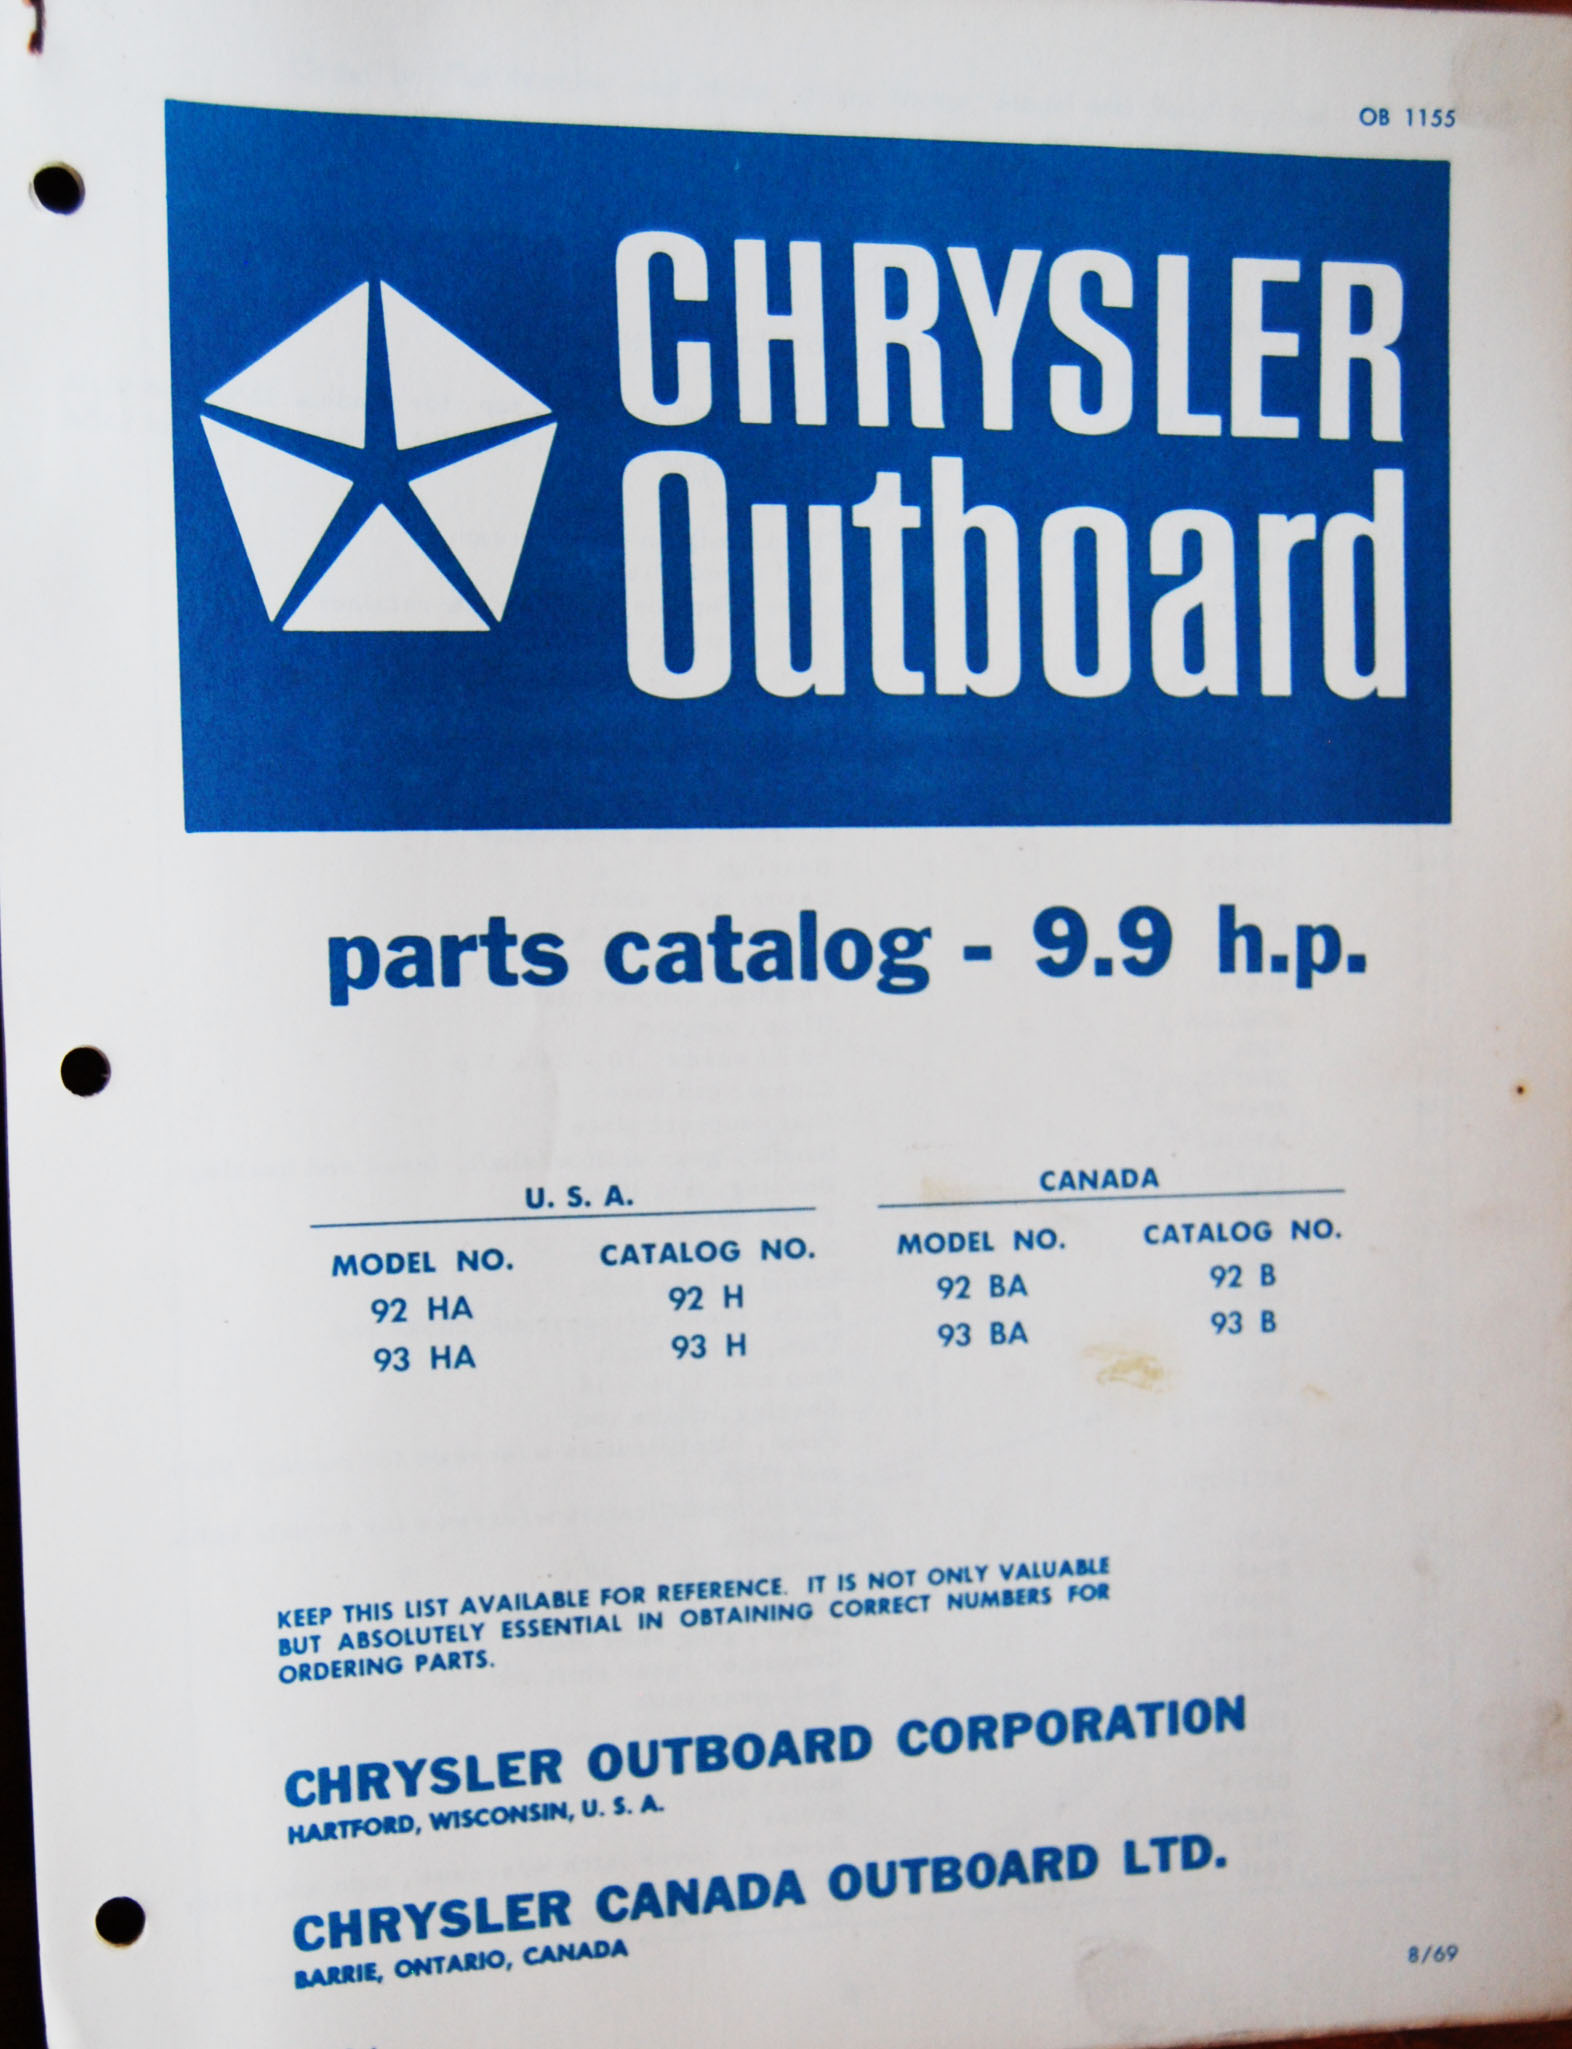 OB 1155
CHRYSLER
Outboard
parts catalog - 9.9 h.p.
U. S. A.
MODEL NO. CATALOG NO.
92 HA 92 H
93 HA 93 H
CANADA
MODEL NO. CATALOG NO.
92 BA 92 B
93 BA 93 B
KEEP THIS LIST AVAILABLE FOR REFERENCE. IT IS NOT ONLY VALUABLE
BUT ABSOLUTELY ESSENTIAL IN OBTAINING CORRECT NUMBERS FOR
ORDERING PARTS.
CHRYSLER OUTBOARD CORPORATION
HARTFORD, WISCONSIN, U. S. A.
CHRYSLER CANADA OUTBOARD LTD.
BARRIE, ONTARIO, CANADA
8/69